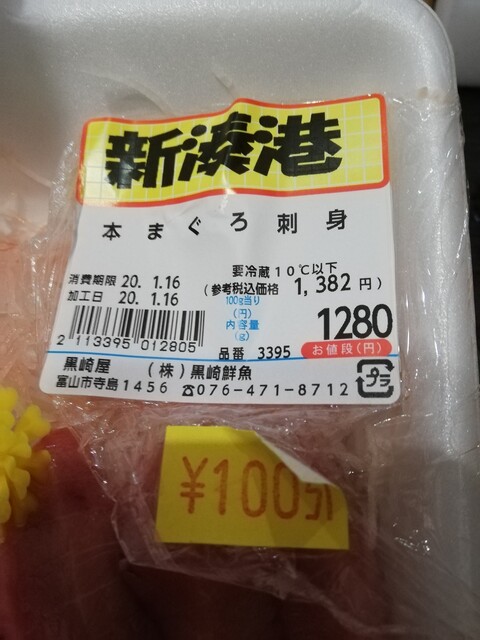 新湊港
本まぐろ刺身
消費期限 20. 1.16
加工日 20. 1.16
要冷蔵10℃以下
(参考税込価格 1,382 円)
100g当り
(円)
内容量
(g)
1280
お値段(円)
2 113395 012805
品番 3395
黒崎屋 (株)黒崎鮮魚
富山市寺島1456 ☎076-471-8712
プラ
¥100引